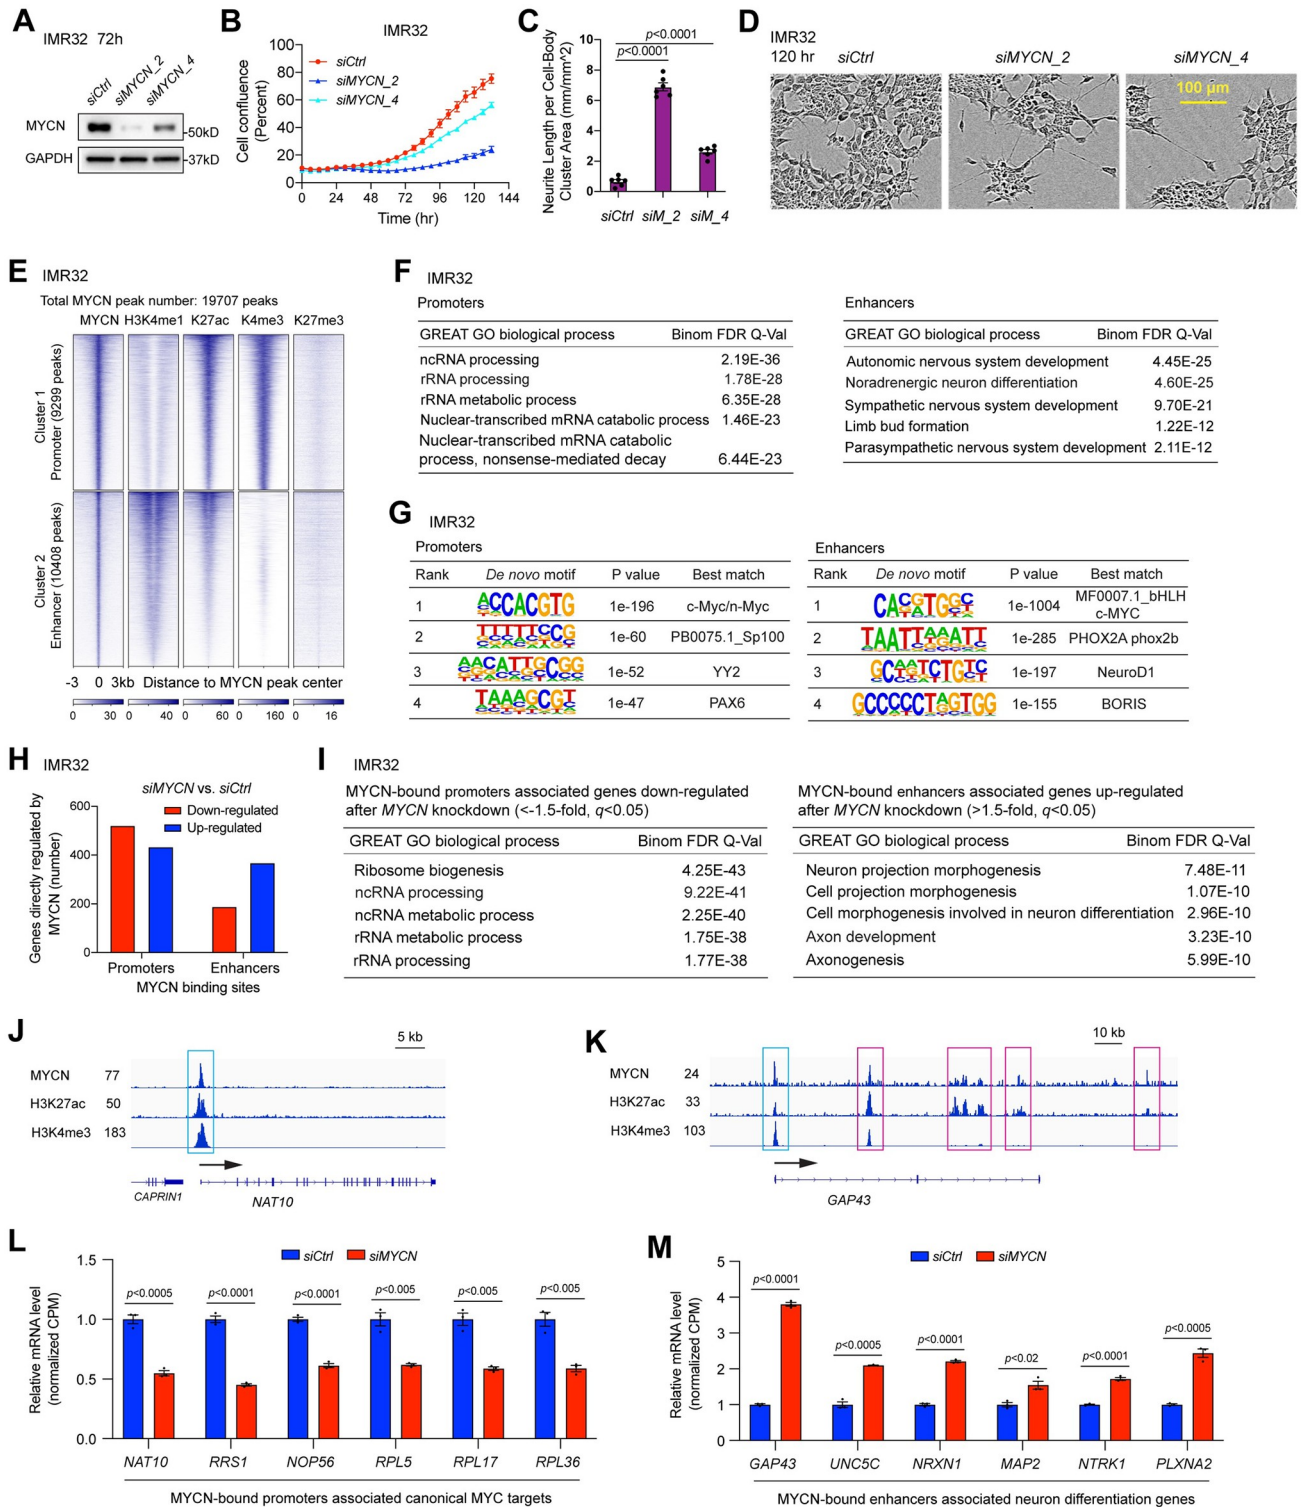 A
IMR32 72h
siCtrl
siMYCN_2
siMYCN_4
MYCN
50kD
GAPDH
37kD
B
IMR32
Cell confluence
(Percent)
100
80
60
40
20
0
siCtrl
siMYCN_2
siMYCN_4
0 24 48 72 96 120 144
Time (hr)
C
Neurite Length per Cell-Body
Cluster Area (mm/mm^2)
10
8
6
4
2
0
p<0.0001
p<0.0001
siCtrl siM_2 siM_4
D
IMR32
120 hr
siCtrl
siMYCN_2
siMYCN_4
100 µm
E
IMR32
Total MYCN peak number: 19707 peaks
MYCN H3K4me1 K27ac K4me3 K27me3
Cluster 1
Promoter (9299 peaks)
Cluster 2
Enhancer (10408 peaks)
-3 0 3kb Distance to MYCN peak center
0 30 0 40 0 60 0 160 0 16
F
IMR32
Promoters
GREAT GO biological process Binom FDR Q-Val
ncRNA processing 2.19E-36
rRNA processing 1.78E-28
rRNA metabolic process 6.35E-28
Nuclear-transcribed mRNA catabolic process 1.46E-23
Nuclear-transcribed mRNA catabolic
process, nonsense-mediated decay 6.44E-23
Enhancers
GREAT GO biological process Binom FDR Q-Val
Autonomic nervous system development 4.45E-25
Noradrenergic neuron differentiation 4.60E-25
Sympathetic nervous system development 9.70E-21
Limb bud formation 1.22E-12
Parasympathetic nervous system development 2.11E-12
G
IMR32
Promoters
Rank De novo motif P value Best match
1 ACCACGTG 1e-196 c-Myc/n-Myc
2 TTTTTCCG 1e-60 PB0075.1_Sp100
3 AACATTGCGG 1e-52 YY2
4 TAAAGCGT 1e-47 PAX6
Enhancers
Rank De novo motif P value Best match
1 1e-1004 MF0007.1_bHLH
c-MYC
2 1e-285 PHOX2A phox2b
3 1e-197 NeuroD1
4 GCCCCCTAGTGG 1e-155 BORIS
H
IMR32
siMYCN vs. siCtrl
Down-regulated
Up-regulated
Genes directly regulated by
MYCN (number)
600
400
200
0
Promoters Enhancers
MYCN binding sites
I
IMR32
MYCN-bound promoters associated genes down-regulated
after MYCN knockdown (<-1.5-fold, q<0.05)
GREAT GO biological process Binom FDR Q-Val
Ribosome biogenesis 4.25E-43
ncRNA processing 9.22E-41
ncRNA metabolic process 2.25E-40
rRNA metabolic process 1.75E-38
rRNA processing 1.77E-38
MYCN-bound enhancers associated genes up-regulated
after MYCN knockdown (>1.5-fold, q<0.05)
GREAT GO biological process Binom FDR Q-Val
Neuron projection morphogenesis 7.48E-11
Cell projection morphogenesis 1.07E-10
Cell morphogenesis involved in neuron differentiation 2.96E-10
Axon development 3.23E-10
Axonogenesis 5.99E-10
J
5 kb
MYCN 77
H3K27ac 50
H3K4me3 183
CAPRIN1
NAT10
K
10 kb
MYCN 24
H3K27ac 33
H3K4me3 103
GAP43
L
siCtrl siMYCN
Relative mRNA level
(normalized CPM)
1.5
1.0
0.5
0.0
p<0.0005 p<0.0001 p<0.0001 p<0.005 p<0.005 p<0.005
NAT10 RRS1 NOP56 RPL5 RPL17 RPL36
MYCN-bound promoters associated canonical MYC targets
M
siCtrl siMYCN
Relative mRNA level
(normalized CPM)
5
4
3
2
1
0
p<0.0001 p<0.0005 p<0.0001 p<0.02 p<0.0001 p<0.0005
GAP43 UNC5C NRXN1 MAP2 NTRK1 PLXNA2
MYCN-bound enhancers associated neuron differentiation genes